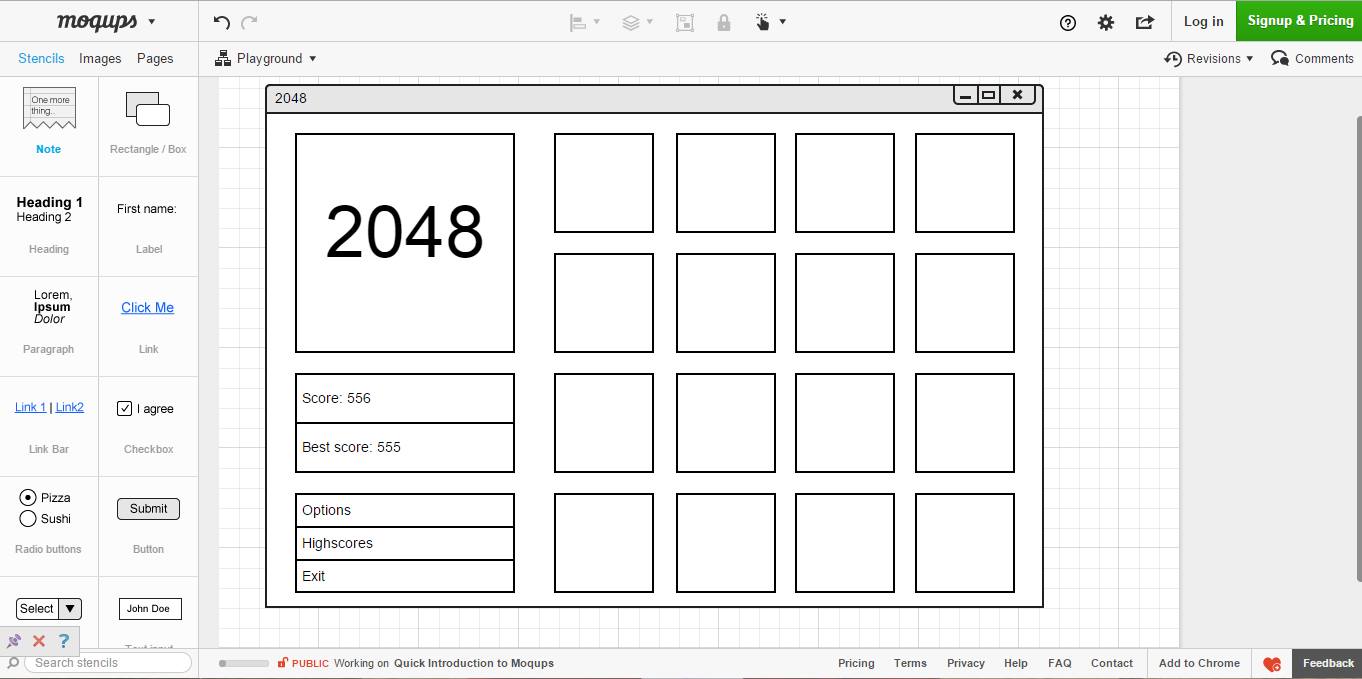 moqups
Log in
Signup & Pricing
Stencils
Images
Pages
Playground
Revisions
Comments
One more
thing..
Note
Rectangle / Box
Heading 1
Heading 2
Heading
First name:
Label
Lorem,
Ipsum
Dolor
Paragraph
Click Me
Link
Link 1 | Link2
Link Bar
I agree
Checkbox
Pizza
Sushi
Radio buttons
Submit
Button
Select
John Doe
Text input
Search stencils
2048
2048
Score: 556
Best score: 555
Options
Highscores
Exit
PUBLIC Working on Quick Introduction to Moqups
Pricing
Terms
Privacy
Help
FAQ
Contact
Add to Chrome
Feedback